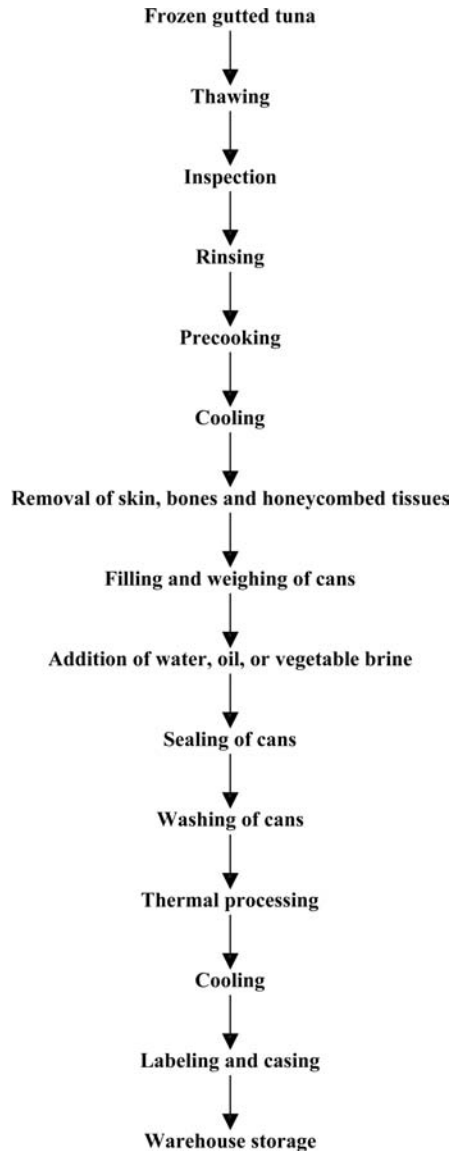 Frozen gutted tuna
Thawing
Inspection
Rinsing
Precooking
Cooling
Removal of skin, bones and honeycombed tissues
Filling and weighing of cans
Addition of water, oil, or vegetable brine
Sealing of cans
Washing of cans
Thermal processing
Cooling
Labeling and casing
Warehouse storage